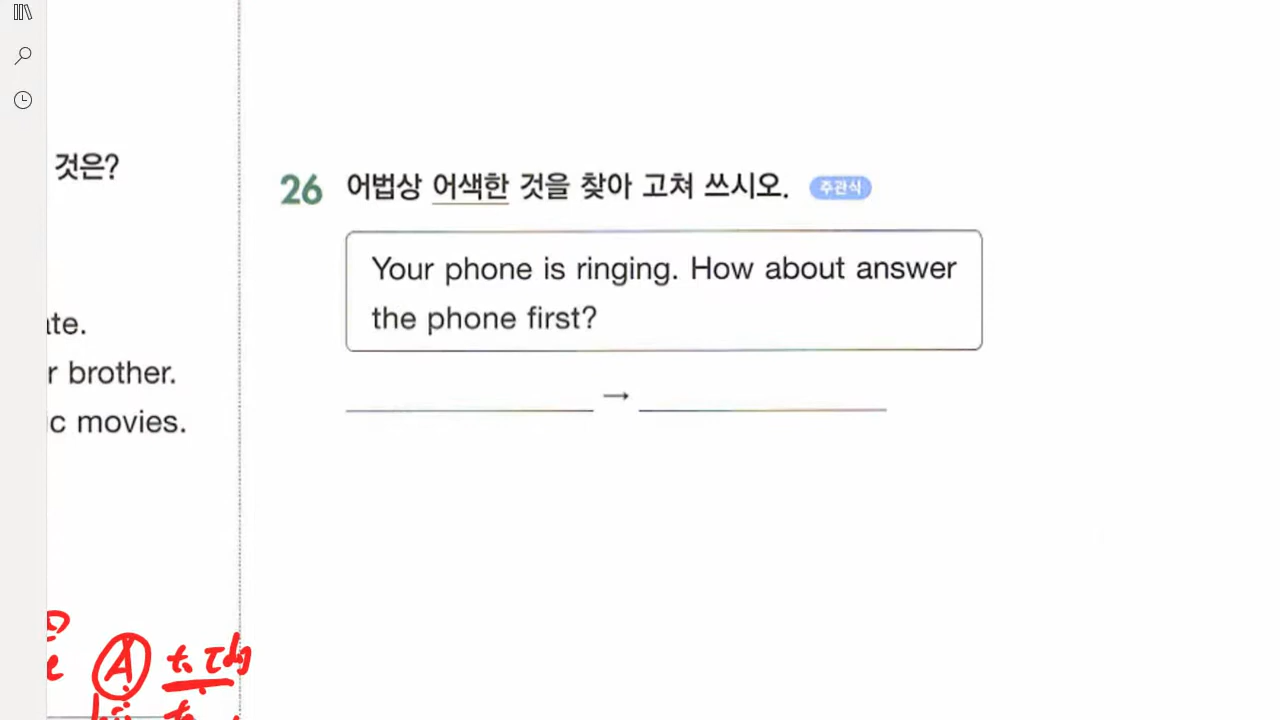 것은?
26 어법상 어색한 것을 찾아 고쳐 쓰시오. 주관식
Your phone is ringing. How about answer
the phone first?
→
ate.
r brother.
ic movies.
A